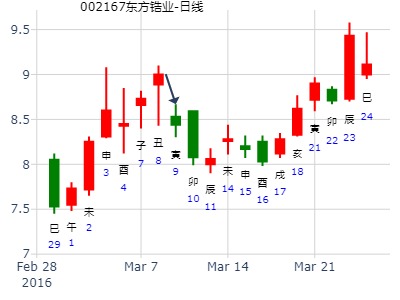 002167东方锆业-日线
9.5
9
8.5
8
7.5
7
巳
29
午
1
未
2
申
3
酉
4
子
7
丑
8
寅
9
卯
10
辰
11
未
14
申
15
酉
16
戌
17
亥
18
寅
21
卯
22
辰
23
巳
24
Feb 28
2016
Mar 7
Mar 14
Mar 21